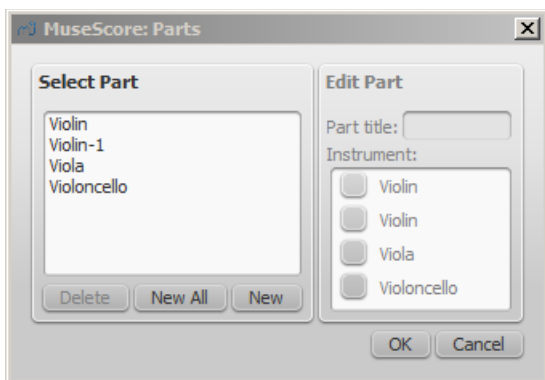 MuseScore: Parts
Select Part
Violin
Violin-1
Viola
Violoncello
Delete
New All
New
Edit Part
Part title:
Instrument:
Violin
Violin
Viola
Violoncello
OK
Cancel